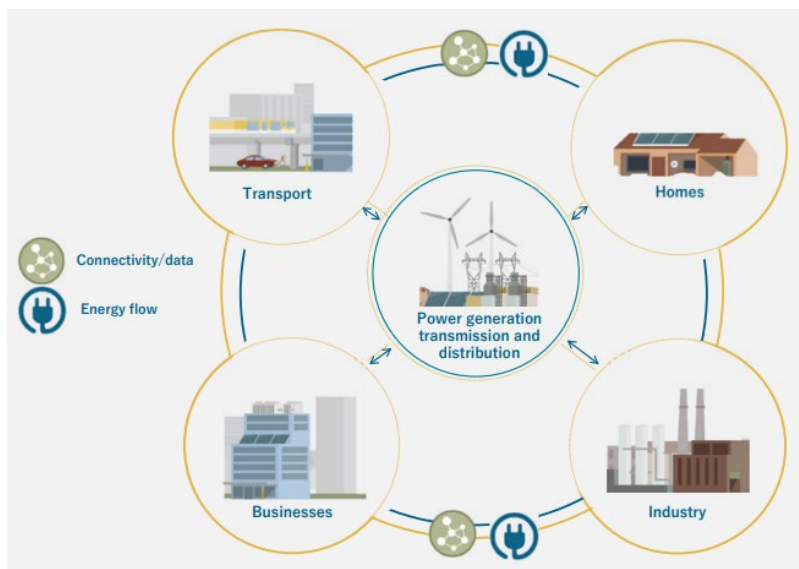 Transport
Homes
Connectivity/data
Energy flow
Power generation
transmission and
distribution
Businesses
Industry